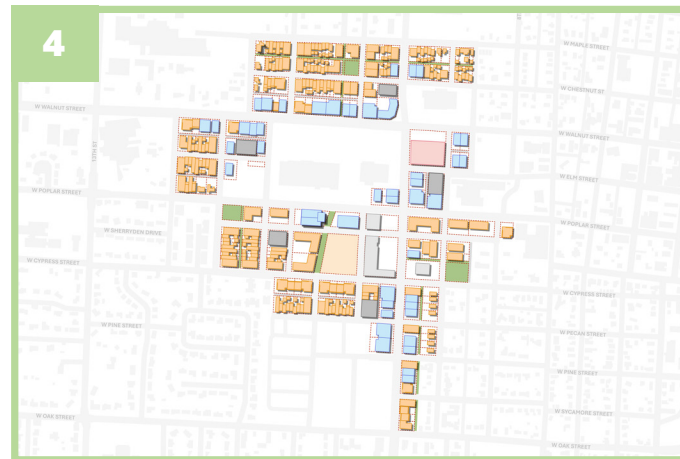 4
W MAPLE STREET
W CHESTNUT ST
W WALNUT STREET
W WALNUT STREET
W ELM STREET
W POPLAR STREET
W POPLAR STREET
W SHERRYDEN DRIVE
W CYPRESS STREET
W CYPRESS STREET
W PINE STREET
W PECAN STREET
W PINE STREET
W SYCAMORE STREET
W OAK STREET
W OAK STREET